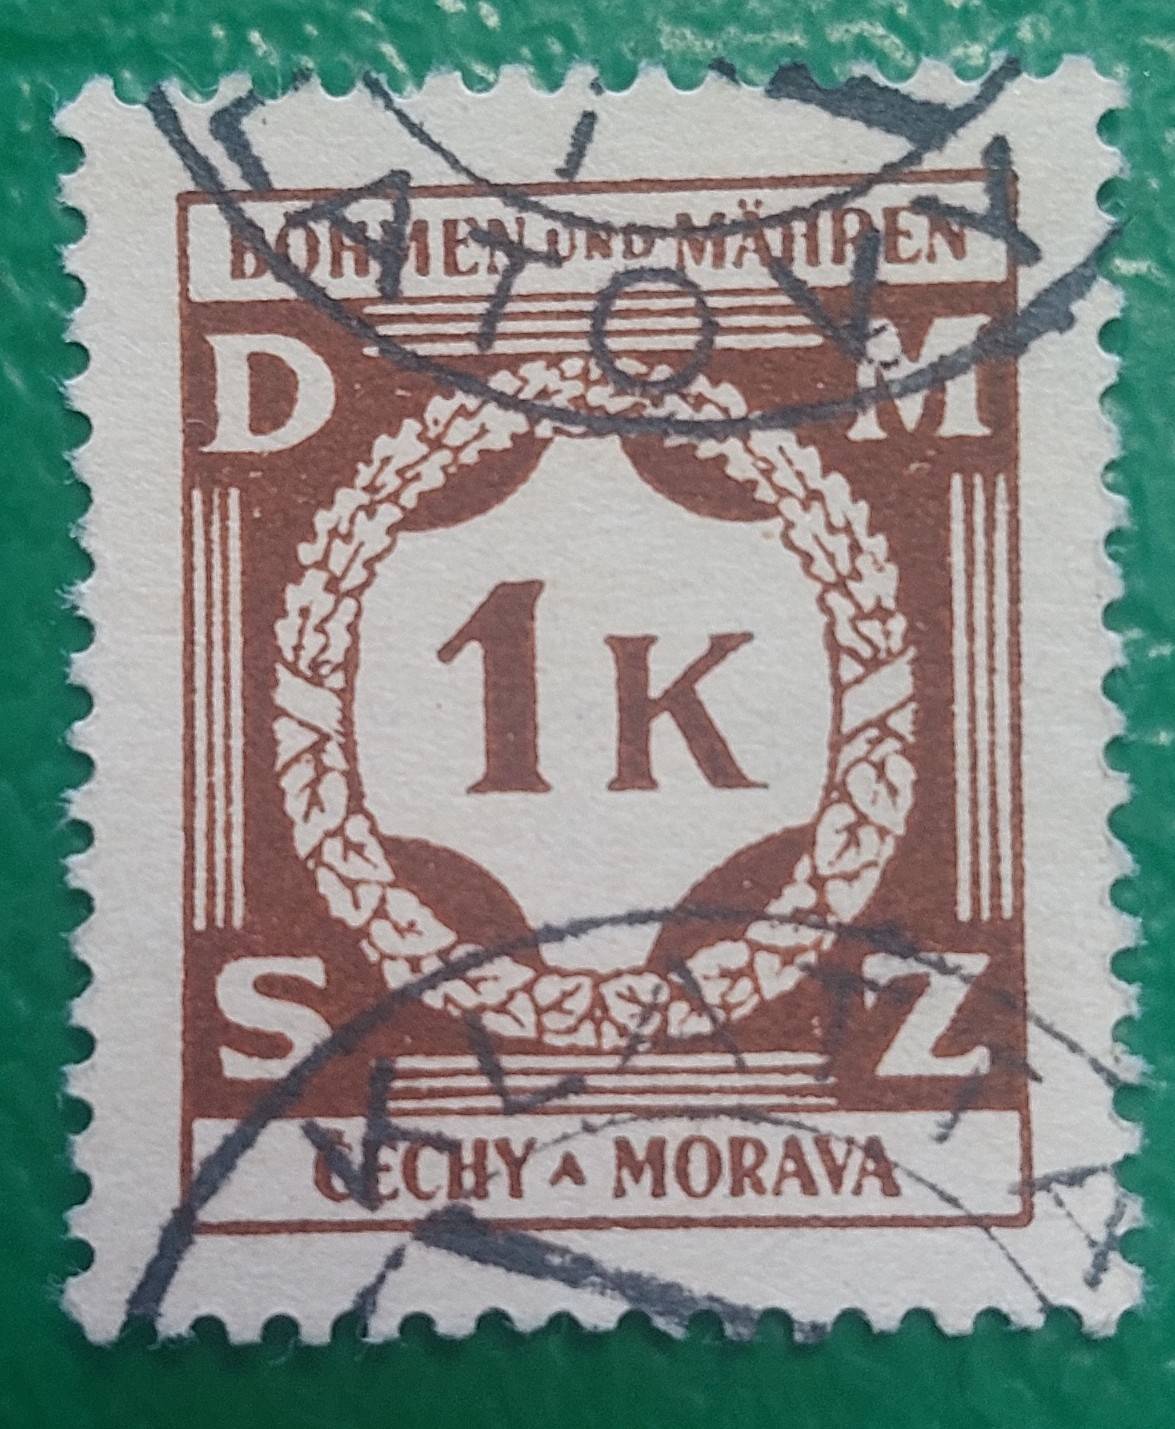 BÖHMEN UND MÄHREN
D M
1 K
S Z
ČECHY A MORAVA